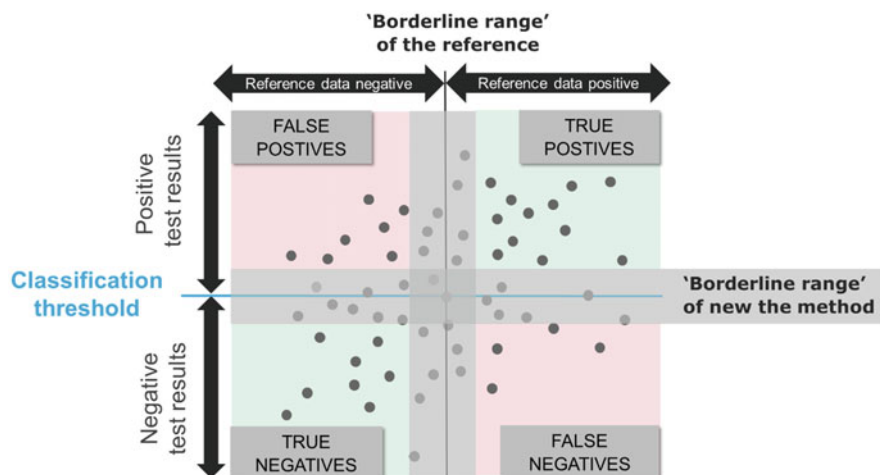 ‘Borderline range’
of the reference
Reference data negative
Reference data positive
FALSE
POSTIVES
TRUE
POSTIVES
Positive
test results
Classification
threshold
‘Borderline range’
of new the method
Negative
test results
TRUE
NEGATIVES
FALSE
NEGATIVES